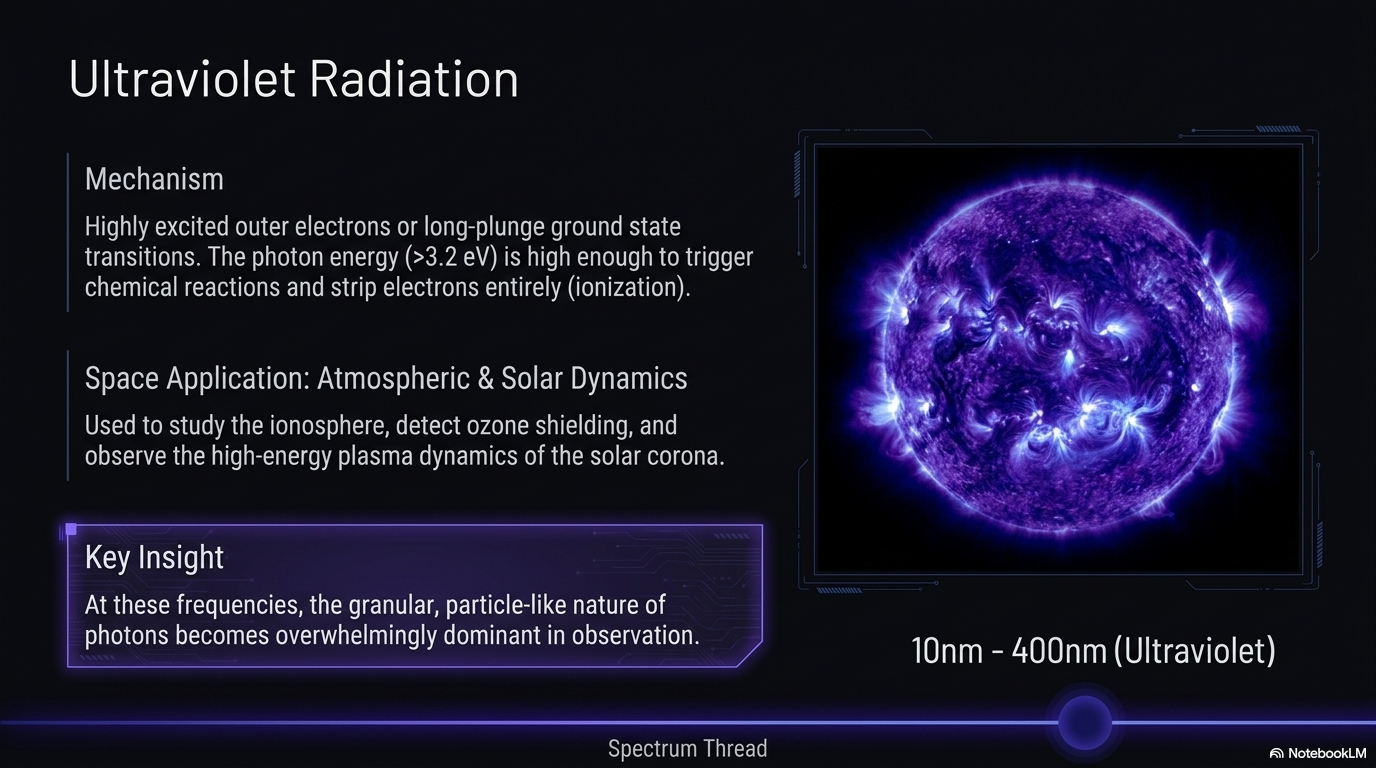 Ultraviolet Radiation
Mechanism
Highly excited outer electrons or long-plunge ground state
transitions. The photon energy (>3.2 eV) is high enough to trigger
chemical reactions and strip electrons entirely (ionization).
Space Application: Atmospheric & Solar Dynamics
Used to study the ionosphere, detect ozone shielding, and
observe the high-energy plasma dynamics of the solar corona.
Key Insight
At these frequencies, the granular, particle-like nature of
photons becomes overwhelmingly dominant in observation.
10nm - 400nm (Ultraviolet)
Spectrum Thread
NotebookLM